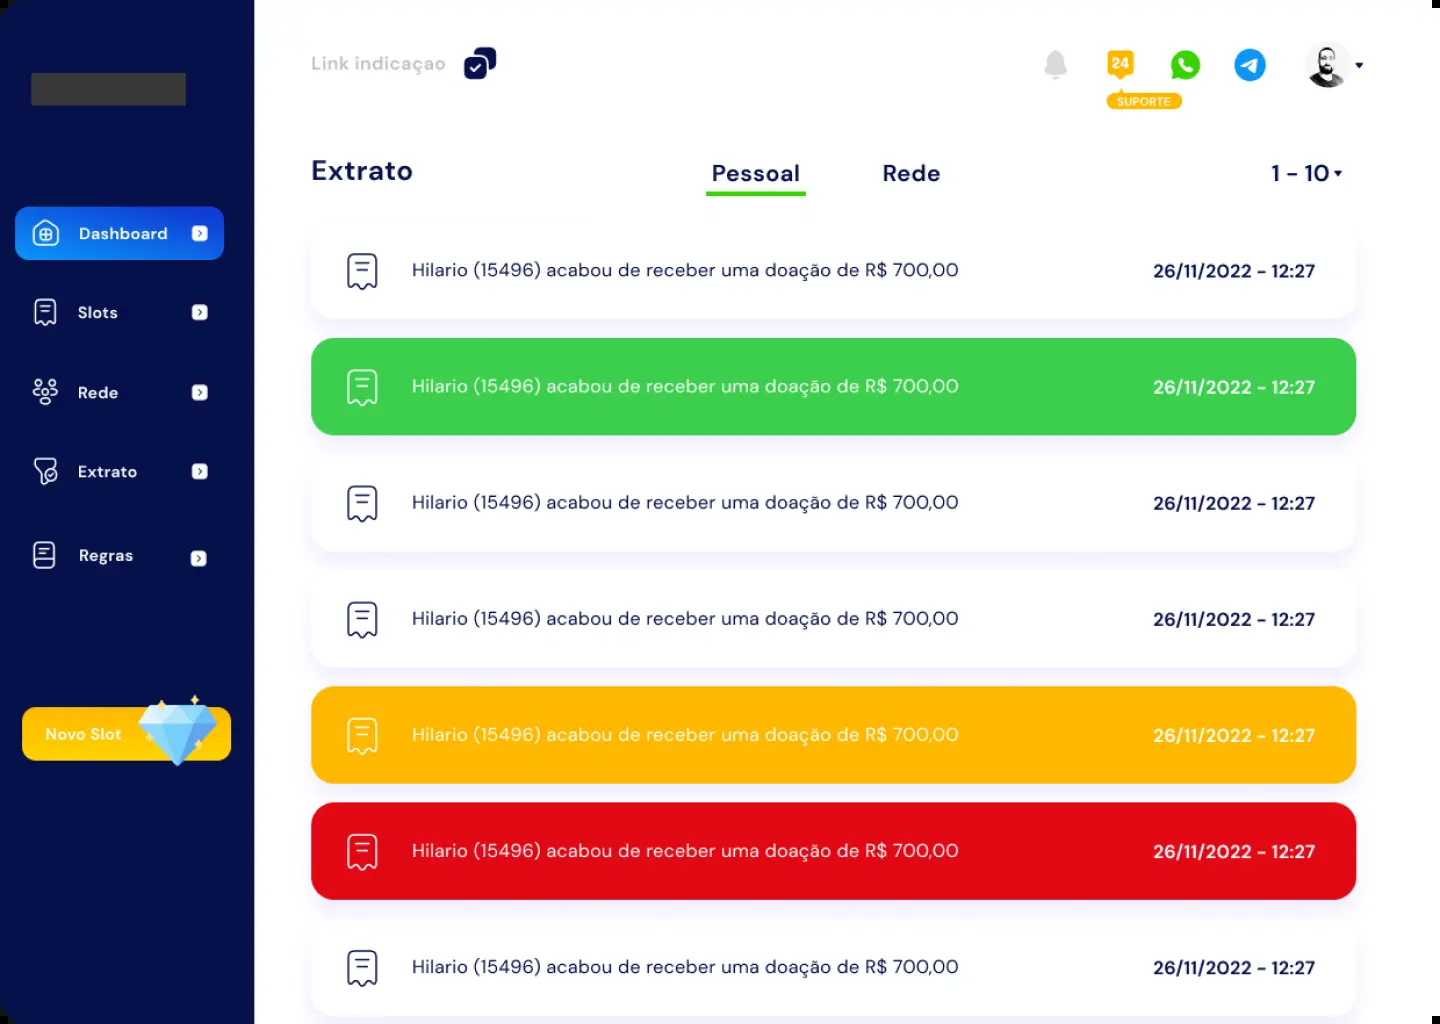 Link indicaçao
24
SUPORTE
Dashboard
Slots
Rede
Extrato
Regras
Novo Slot
Extrato
Pessoal
Rede
1 - 10
Hilario (15496) acabou de receber uma doação de R$ 700,00
26/11/2022 - 12:27
Hilario (15496) acabou de receber uma doação de R$ 700,00
26/11/2022 - 12:27
Hilario (15496) acabou de receber uma doação de R$ 700,00
26/11/2022 - 12:27
Hilario (15496) acabou de receber uma doação de R$ 700,00
26/11/2022 - 12:27
Hilario (15496) acabou de receber uma doação de R$ 700,00
26/11/2022 - 12:27
Hilario (15496) acabou de receber uma doação de R$ 700,00
26/11/2022 - 12:27
Hilario (15496) acabou de receber uma doação de R$ 700,00
26/11/2022 - 12:27